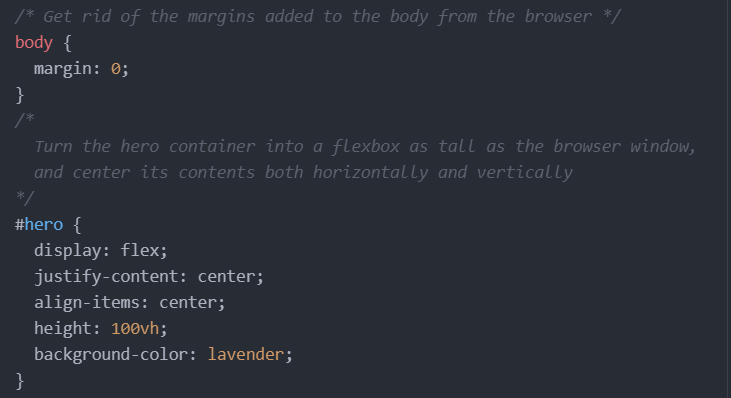 /* Get rid of the margins added to the body from the browser */
body {
  margin: 0;
}
/*
  Turn the hero container into a flexbox as tall as the browser window,
  and center its contents both horizontally and vertically
*/
#hero {
  display: flex;
  justify-content: center;
  align-items: center;
  height: 100vh;
  background-color: lavender;
}